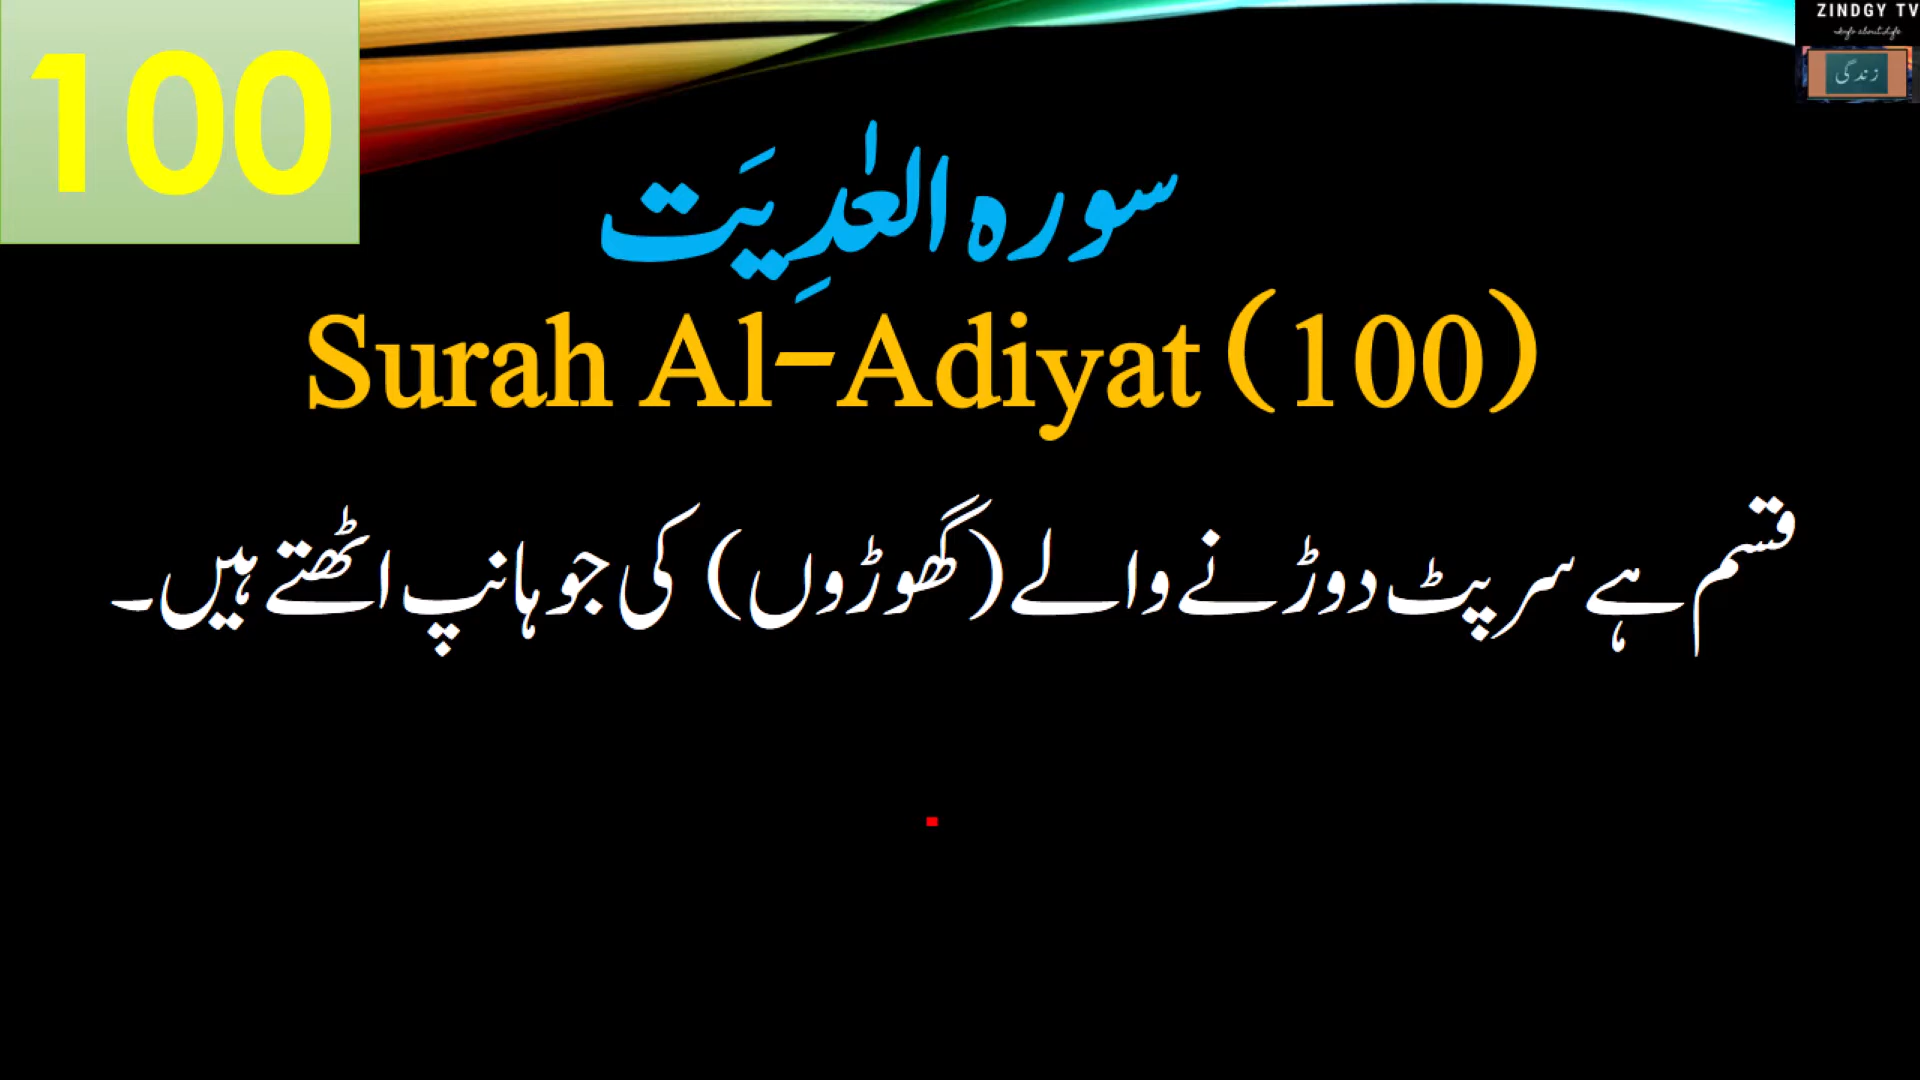 100
ZINDGY TV
زندگی
سورہ العٰدِیَت
Surah Al-Adiyat (100)
قسم ہے سرپٹ دوڑنے والے (گھوڑوں) کی جو ہانپ اٹھتے ہیں۔